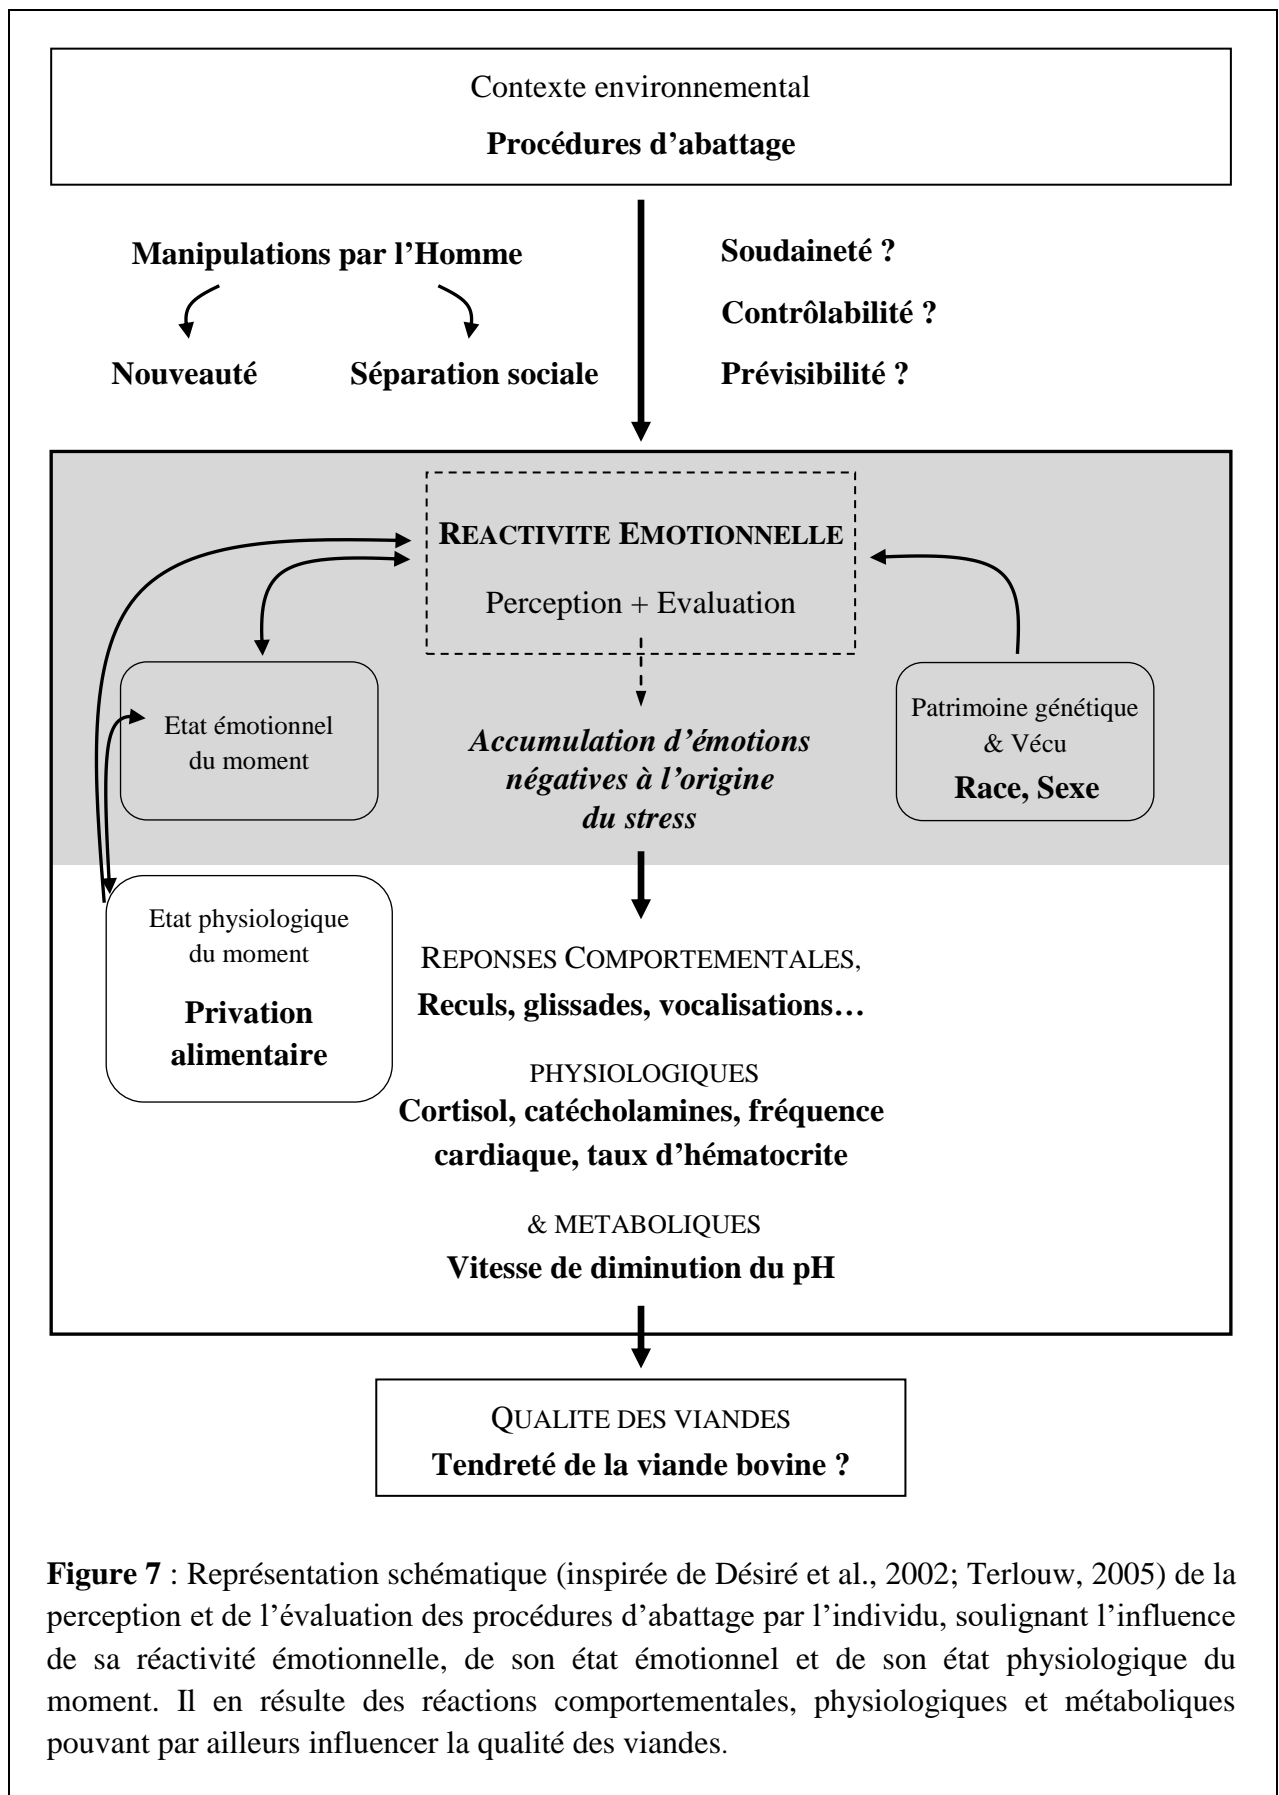 Contexte environnemental
Procédures d’abattage
Manipulations par l’Homme
Nouveauté
Séparation sociale
Soudaineté ?
Contrôlabilité ?
Prévisibilité ?
REACTIVITE EMOTIONNELLE
Perception + Evaluation
Etat émotionnel
du moment
Accumulation d’émotions
négatives à l’origine
du stress
Patrimoine génétique
& Vécu
Race, Sexe
Etat physiologique
du moment
Privation
alimentaire
REPONSES COMPORTEMENTALES,
Reculs, glissades, vocalisations…
PHYSIOLOGIQUES
Cortisol, catécholamines, fréquence
cardiaque, taux d’hématocrite
& METABOLIQUES
Vitesse de diminution du pH
QUALITE DES VIANDES
Tendreté de la viande bovine ?
Figure 7 : Représentation schématique (inspirée de Désiré et al., 2002; Terlouw, 2005) de la
perception et de l’évaluation des procédures d’abattage par l’individu, soulignant l’influence
de sa réactivité émotionnelle, de son état émotionnel et de son état physiologique du
moment. Il en résulte des réactions comportementales, physiologiques et métaboliques
pouvant par ailleurs influencer la qualité des viandes.